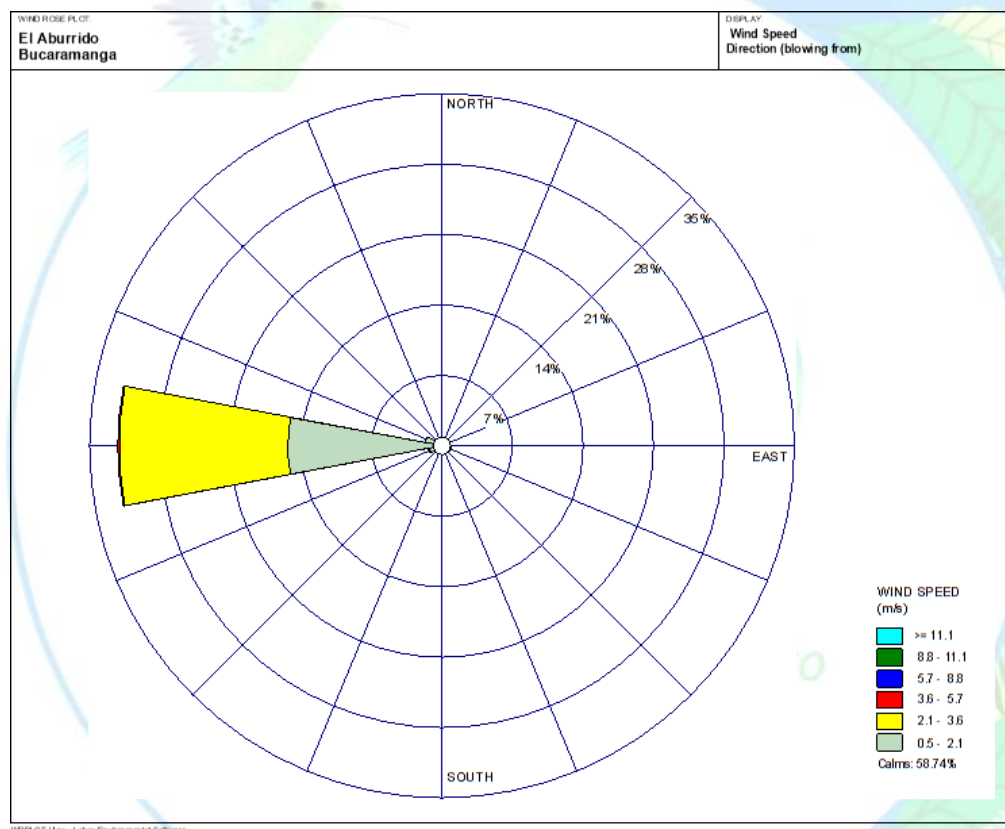 WIND ROSE PLOT:
El Aburrido
Bucaramanga
DISPLAY:
Wind Speed
Direction (blowing from)
NORTH
35%
28%
21%
14%
7%
EAST
SOUTH
WIND SPEED
(m/s)
>= 11.1
8.8 - 11.1
5.7 - 8.8
3.6 - 5.7
2.1 - 3.6
0.5 - 2.1
Calms: 58.74%